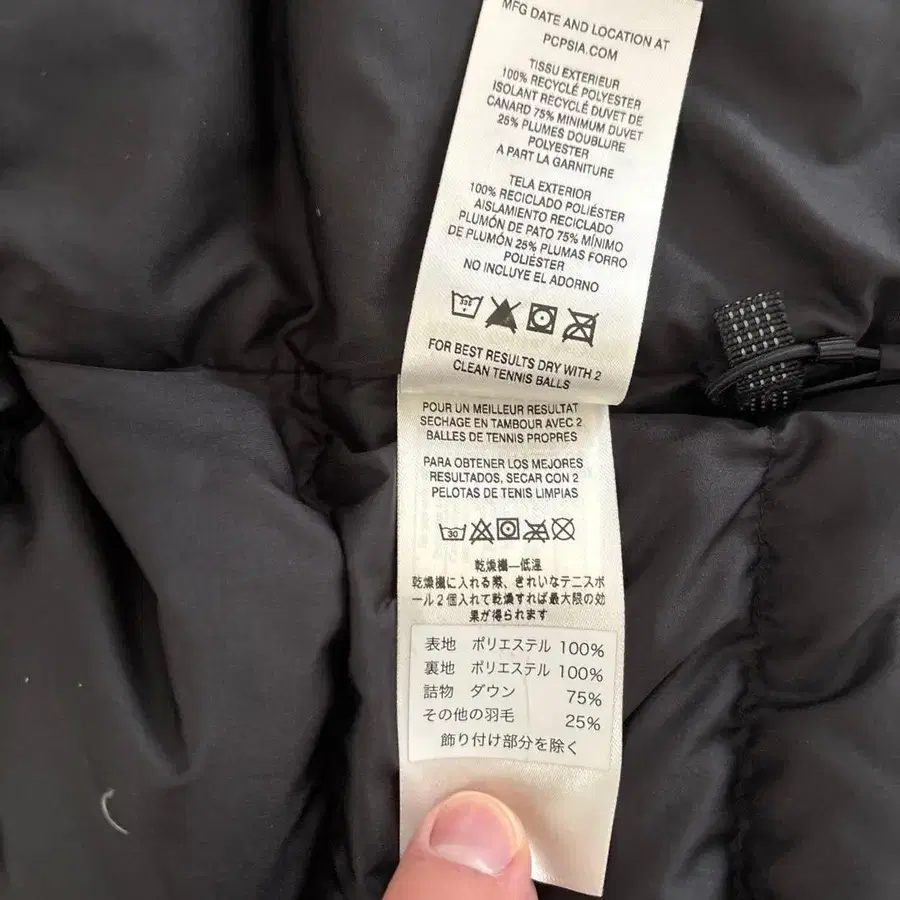 MFG DATE AND LOCATION AT
PCPSIA.COM
TISSU EXTERIEUR
100% RECYCLÉ POLYESTER
ISOLANT RECYCLÉ DUVET DE
CANARD 75% MINIMUM DUVET
25% PLUMES DOUBLURE
POLYESTER
A PART LA GARNITURE
TELA EXTERIOR
100% RECICLADO POLIÉSTER
AISLAMIENTO RECICLADO
PLUMÓN DE PATO 75% MÍNIMO
DE PLUMÓN 25% PLUMAS FORRO
POLIÉSTER
NO INCLUYE EL ADORNO
FOR BEST RESULTS DRY WITH 2
CLEAN TENNIS BALLS
POUR UN MEILLEUR RESULTAT
SECHAGE EN TAMBOUR AVEC 2
BALLES DE TENNIS PROPRES
PARA OBTENER LOS MEJORES
RESULTADOS, SECAR CON 2
PELOTAS DE TENIS LIMPIAS
30
乾燥機—低温
乾燥機に入れる際、きれいなテニスボ
ール2個入れて乾燥すれば最大限の効
果が得られます
表地 ポリエステル 100%
裏地 ポリエステル 100%
詰物 ダウン 75%
その他の羽毛 25%
飾り付け部分を除く